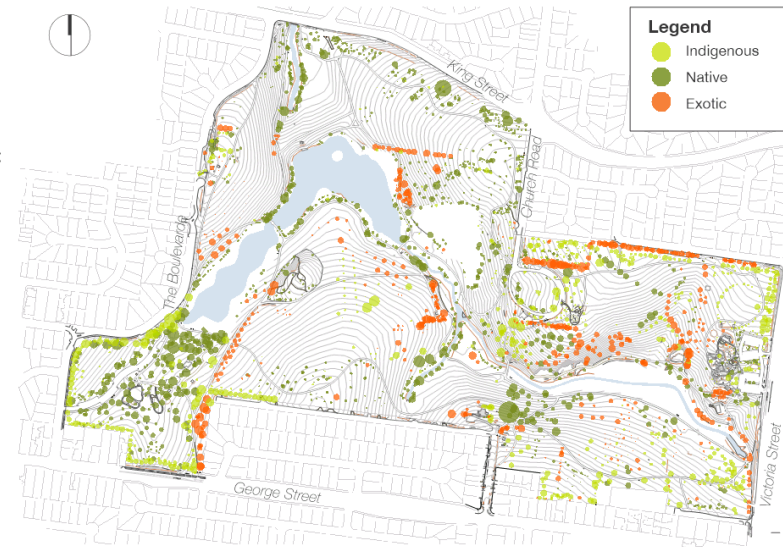 Legend
Indigenous
Native
Exotic
King Street
Church Road
The Boulevarde
George Street
Victoria Street